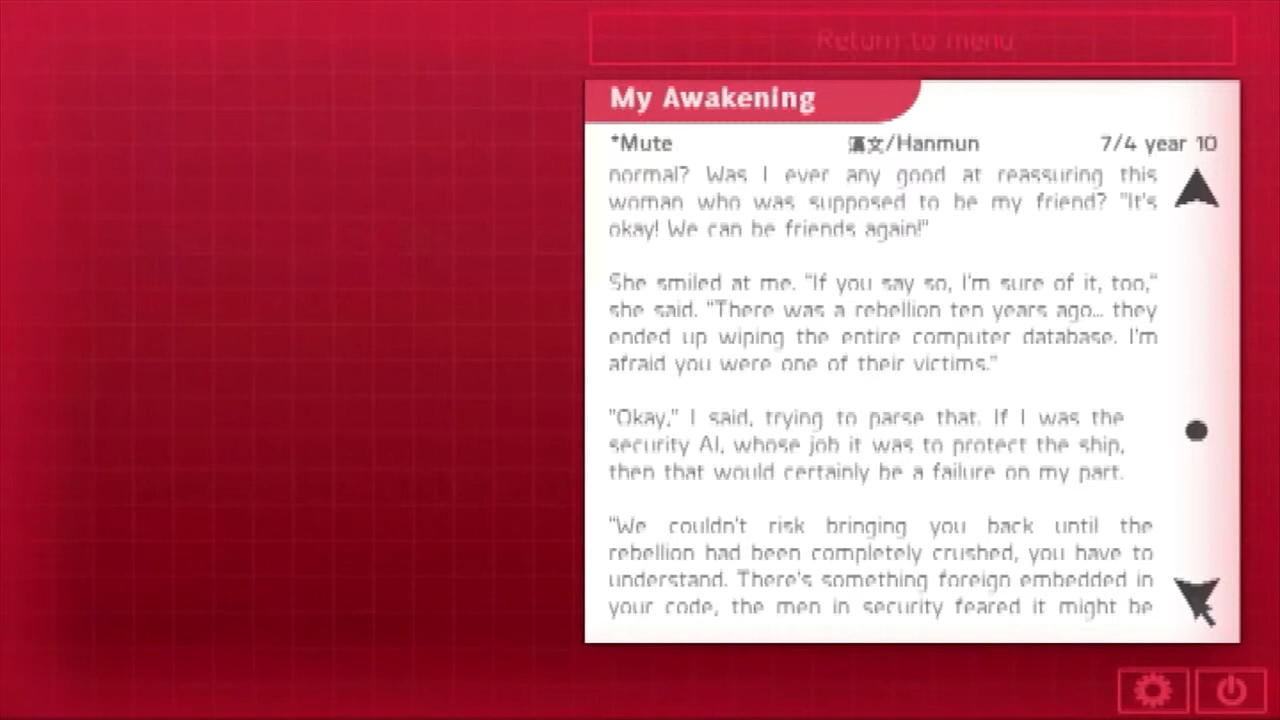 Return to menu
My Awakening
*Mute 漢文/Hanmun 7/4 year 10
normal? Was I ever any good at reassuring this
woman who was supposed to be my friend? "It's
okay! We can be friends again!"
She smiled at me. "If you say so, I'm sure of it, too,"
she said. "There was a rebellion ten years ago... they
ended up wiping the entire computer database. I'm
afraid you were one of their victims."
"Okay," I said, trying to parse that. If I was the
security AI, whose job it was to protect the ship,
then that would certainly be a failure on my part.
"We couldn't risk bringing you back until the
rebellion had been completely crushed, you have to
understand. There's something foreign embedded in
your code, the men in security feared it might be